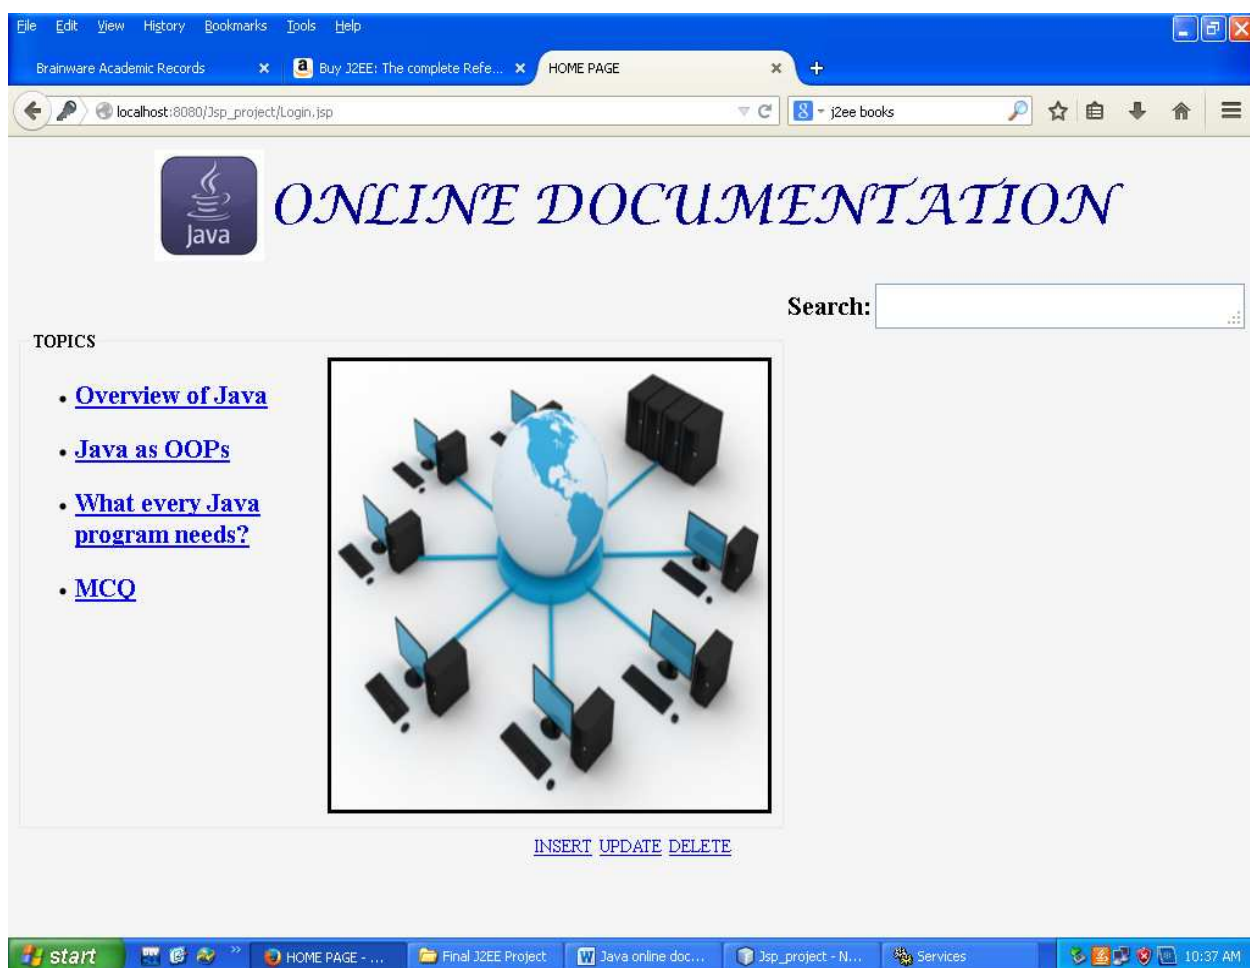 File Edit View History Bookmarks Tools Help
Brainware Academic Records
Buy J2EE: The complete Refe...
HOME PAGE
localhost:8080/Jsp_project/Login.jsp
j2ee books
Java
ONLINE DOCUMENTATION
Search:
TOPICS
Overview of Java
Java as OOPs
What every Java
program needs?
MCQ
INSERT UPDATE DELETE
start
HOME PAGE - ...
Final J2EE Project
Java online doc...
Jsp_project - N...
Services
10:37 AM